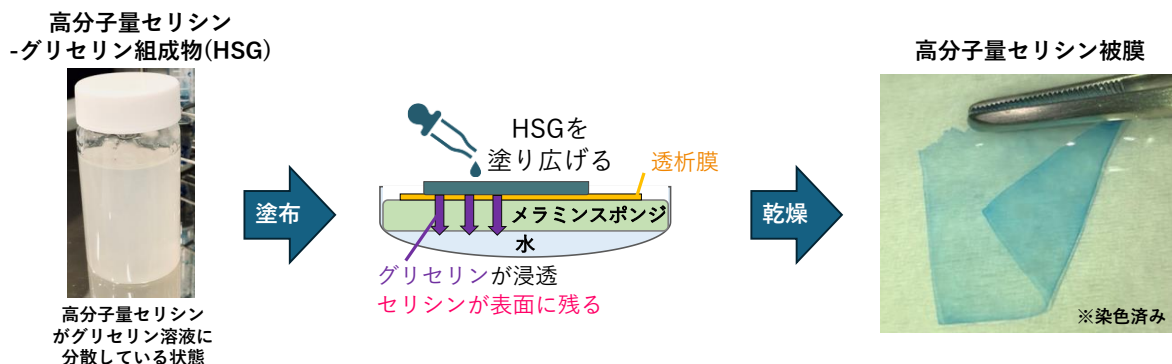 高分子量セリシン
-グリセリン組成物(HSG)
高分子量セリシン
がグリセリン溶液に
分散している状態
塗布
HSGを
塗り広げる
透析膜
メラミンスポンジ
水
グリセリンが浸透
セリシンが表面に残る
乾燥
高分子量セリシン被膜
※染色済み